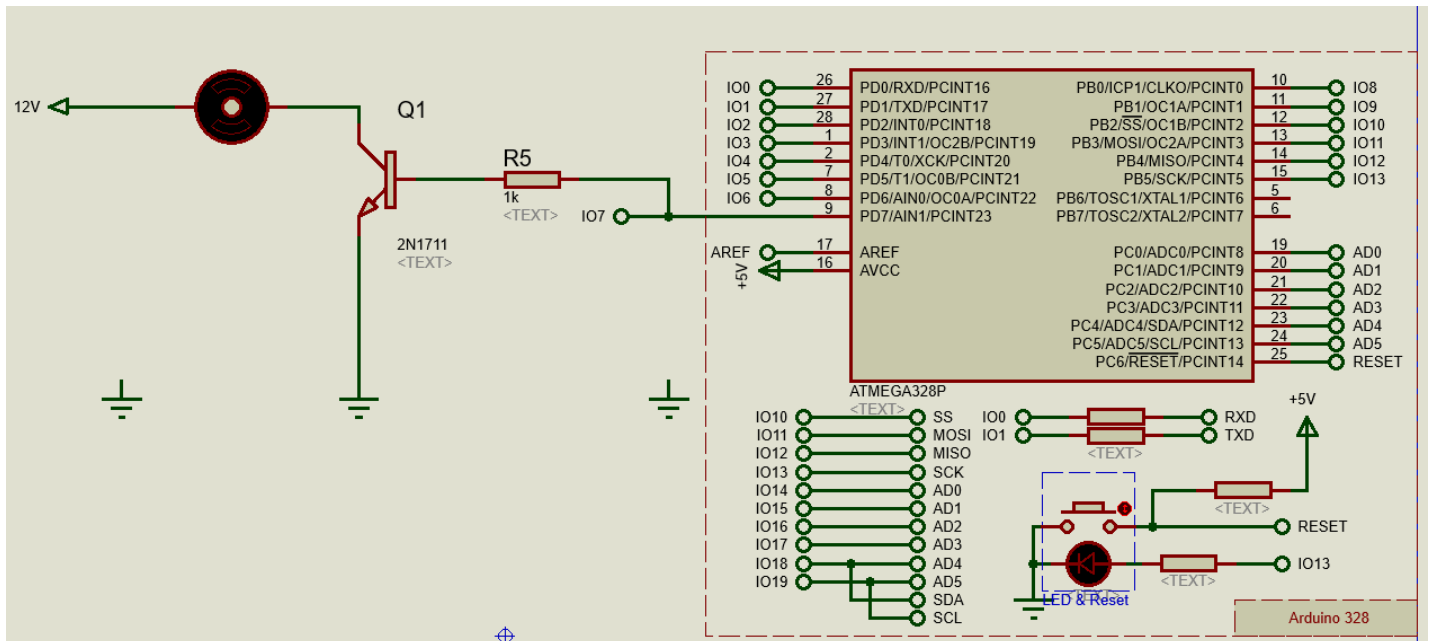 12V
Q1
2N1711
<TEXT>
R5
1k
<TEXT>
IO7
IO0 26 PD0/RXD/PCINT16 PB0/ICP1/CLKO/PCINT0 10 IO8
IO1 27 PD1/TXD/PCINT17 PB1/OC1A/PCINT1 11 IO9
IO2 28 PD2/INT0/PCINT18 PB2/SS/OC1B/PCINT2 12 IO10
IO3 1 PD3/INT1/OC2B/PCINT19 PB3/MOSI/OC2A/PCINT3 13 IO11
IO4 2 PD4/T0/XCK/PCINT20 PB4/MISO/PCINT4 14 IO12
IO5 7 PD5/T1/OC0B/PCINT21 PB5/SCK/PCINT5 15 IO13
IO6 8 PD6/AIN0/OC0A/PCINT22 PB6/TOSC1/XTAL1/PCINT6 5
9 PD7/AIN1/PCINT23 PB7/TOSC2/XTAL2/PCINT7 6
AREF 17 AREF PC0/ADC0/PCINT8 19 AD0
+5V 16 AVCC PC1/ADC1/PCINT9 20 AD1
PC2/ADC2/PCINT10 21 AD2
PC3/ADC3/PCINT11 22 AD3
PC4/ADC4/SDA/PCINT12 23 AD4
PC5/ADC5/SCL/PCINT13 24 AD5
PC6/RESET/PCINT14 25 RESET
ATMEGA328P
<TEXT>
IO10 SS
IO11 MOSI
IO12 MISO
IO13 SCK
IO14 AD0
IO15 AD1
IO16 AD2
IO17 AD3
IO18 AD4
IO19 AD5
SDA
SCL
IO0 RXD
IO1 TXD
<TEXT>
+5V
<TEXT>
RESET
IO13
<TEXT>
<TEXT>
LED & Reset
Arduino 328